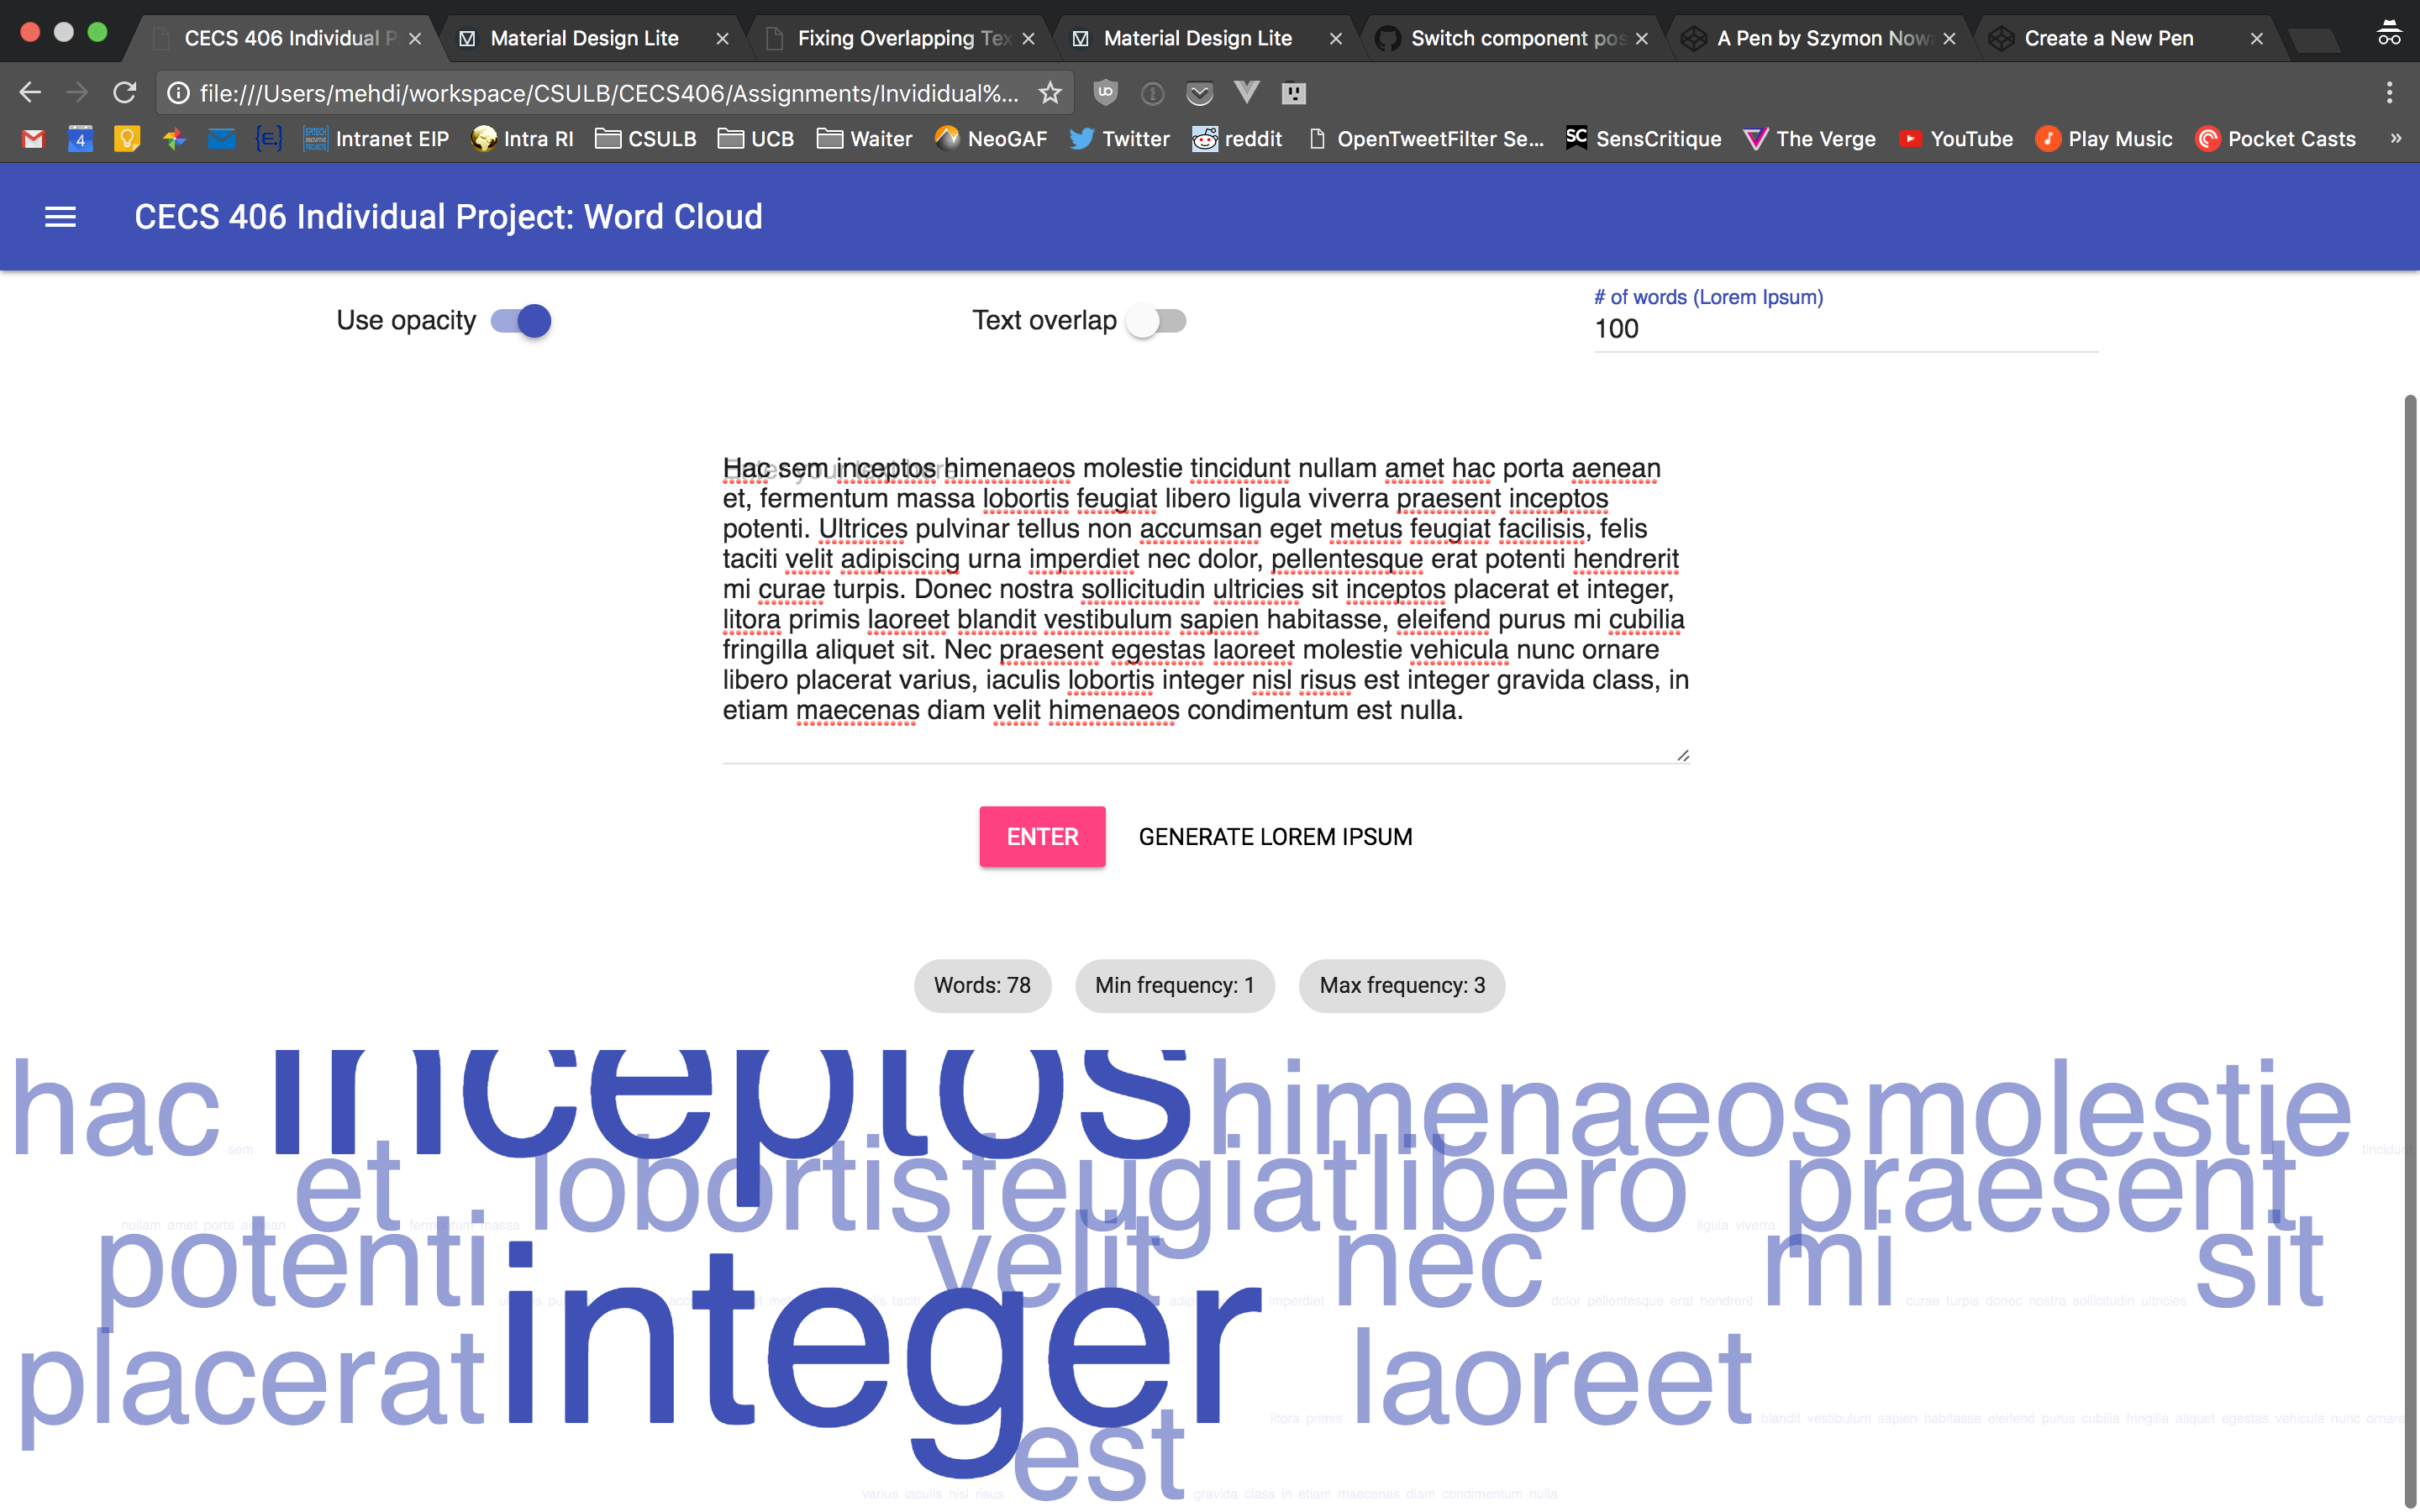 CECS 406 Individual P
Material Design Lite
Fixing Overlapping Tex
Material Design Lite
Switch component pos
A Pen by Szymon Now
Create a New Pen
file:///Users/mehdi/workspace/CSULB/CECS406/Assignments/Invididual%...
4
Intranet EIP
Intra RI
CSULB
UCB
Waiter
NeoGAF
Twitter
reddit
OpenTweetFilter Se...
SC
SensCritique
The Verge
YouTube
Play Music
Pocket Casts
»
CECS 406 Individual Project: Word Cloud
Use opacity
Text overlap
# of words (Lorem Ipsum)
100
Enter your text here
Hac sem inceptos himenaeos molestie tincidunt nullam amet hac porta aenean
et, fermentum massa lobortis feugiat libero ligula viverra praesent inceptos
potenti. Ultrices pulvinar tellus non accumsan eget metus feugiat facilisis, felis
taciti velit adipiscing urna imperdiet nec dolor, pellentesque erat potenti hendrerit
mi curae turpis. Donec nostra sollicitudin ultricies sit inceptos placerat et integer,
litora primis laoreet blandit vestibulum sapien habitasse, eleifend purus mi cubilia
fringilla aliquet sit. Nec praesent egestas laoreet molestie vehicula nunc ornare
libero placerat varius, iaculis lobortis integer nisl risus est integer gravida class, in
etiam maecenas diam velit himenaeos condimentum est nulla.
ENTER
GENERATE LOREM IPSUM
Words: 78
Min frequency: 1
Max frequency: 3
hac sem inceptos himenaeos molestie tincidunt
nullam amet porta aenean et fermentum massa lobortis feugiat libero ligula viverra praesent
potenti taciti velit imperdiet nec dolor pellentesque erat hendrerit mi curae turpis donec nostra sollicitudin ultricies sit
placerat integer litora primis laoreet blandit vestibulum sapien habitasse eleifend purus cubilia fringilla aliquet egestas vehicula nunc ornare
varius iaculis nisl risus est gravida class in etiam maecenas diam condimentum nulla